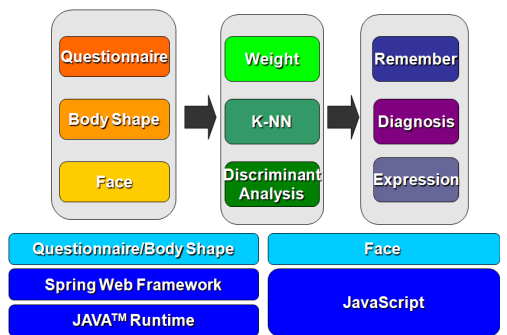 Questionnaire
Body Shape
Face
Weight
K-NN
Discriminant
Analysis
Remember
Diagnosis
Expression
Questionnaire/Body Shape
Face
Spring Web Framework
JAVA™ Runtime
JavaScript